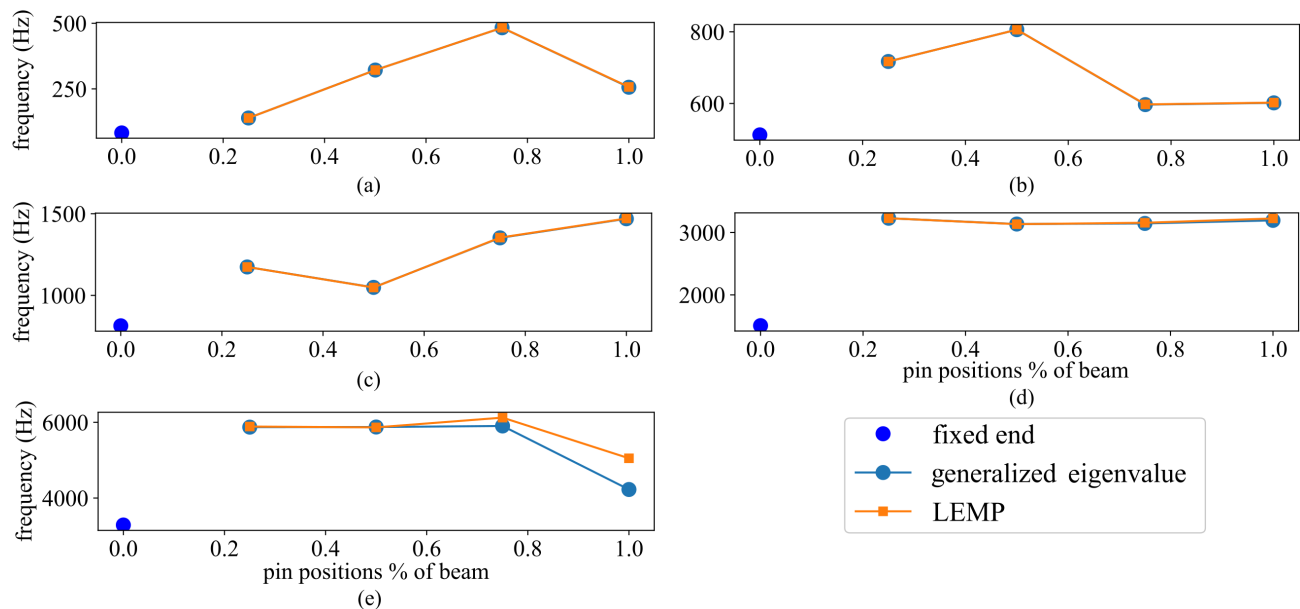 frequency (Hz)
500
250
0.0 0.2 0.4 0.6 0.8 1.0
(a)
800
600
0.0 0.2 0.4 0.6 0.8 1.0
(b)
frequency (Hz)
1500
1000
0.0 0.2 0.4 0.6 0.8 1.0
(c)
3000
2000
0.0 0.2 0.4 0.6 0.8 1.0
pin positions % of beam
(d)
frequency (Hz)
6000
4000
0.0 0.2 0.4 0.6 0.8 1.0
pin positions % of beam
(e)
fixed end
generalized eigenvalue
LEMP